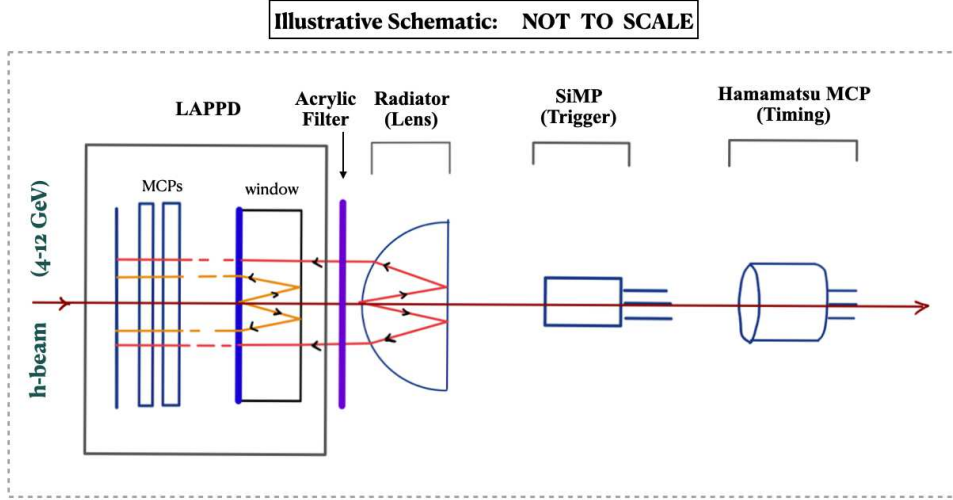 Illustrative Schematic: NOT TO SCALE
LAPPD
Acrylic
Filter
Radiator
(Lens)
SiMP
(Trigger)
Hamamatsu MCP
(Timing)
MCPs
window
h-beam (4-12 GeV)